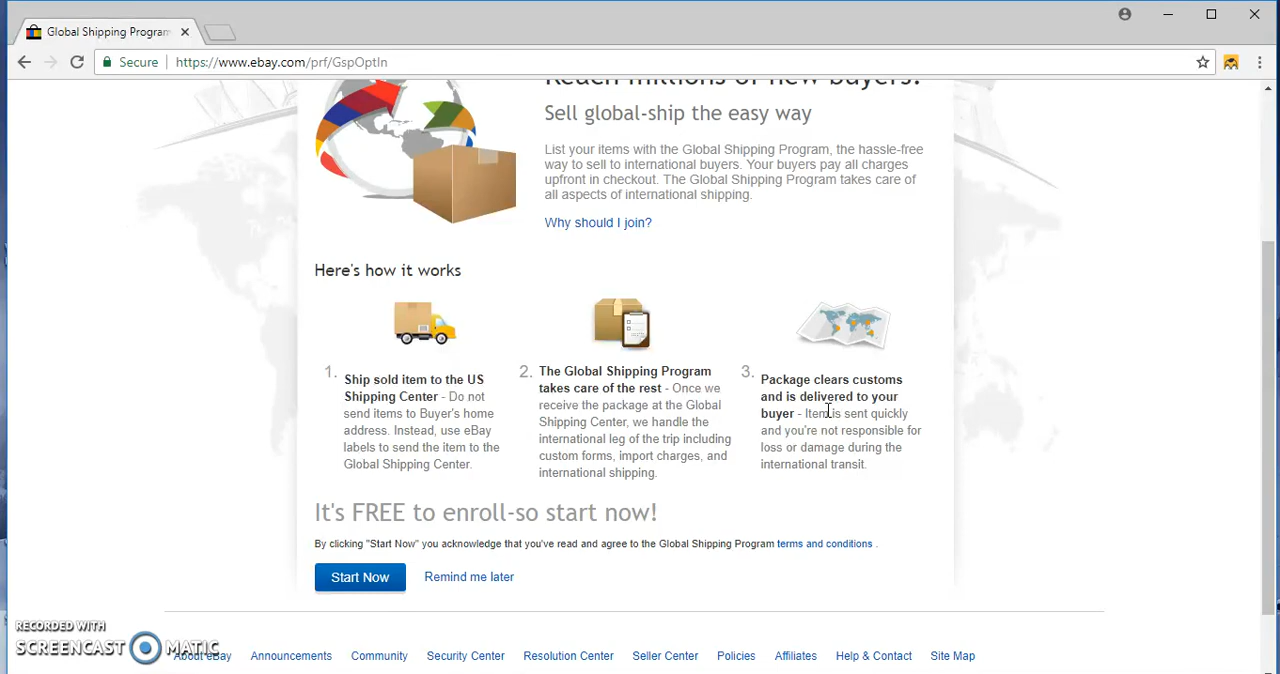 Global Shipping Program
Secure https://www.ebay.com/prf/GspOptIn
Reach millions of new buyers!
Sell global-ship the easy way
List your items with the Global Shipping Program, the hassle-free
way to sell to international buyers. Your buyers pay all charges
upfront in checkout. The Global Shipping Program takes care of
all aspects of international shipping.
Why should I join?
Here's how it works
1. Ship sold item to the US
Shipping Center - Do not
send items to Buyer's home
address. Instead, use eBay
labels to send the item to the
Global Shipping Center.
2. The Global Shipping Program
takes care of the rest - Once we
receive the package at the Global
Shipping Center, we handle the
international leg of the trip including
custom forms, import charges, and
international shipping.
3. Package clears customs
and is delivered to your
buyer - Item is sent quickly
and you're not responsible for
loss or damage during the
international transit.
It's FREE to enroll-so start now!
By clicking "Start Now" you acknowledge that you've read and agree to the Global Shipping Program terms and conditions .
Start Now Remind me later
RECORDED WITH
SCREENCAST MATIC
About eBay Announcements Community Security Center Resolution Center Seller Center Policies Affiliates Help & Contact Site Map